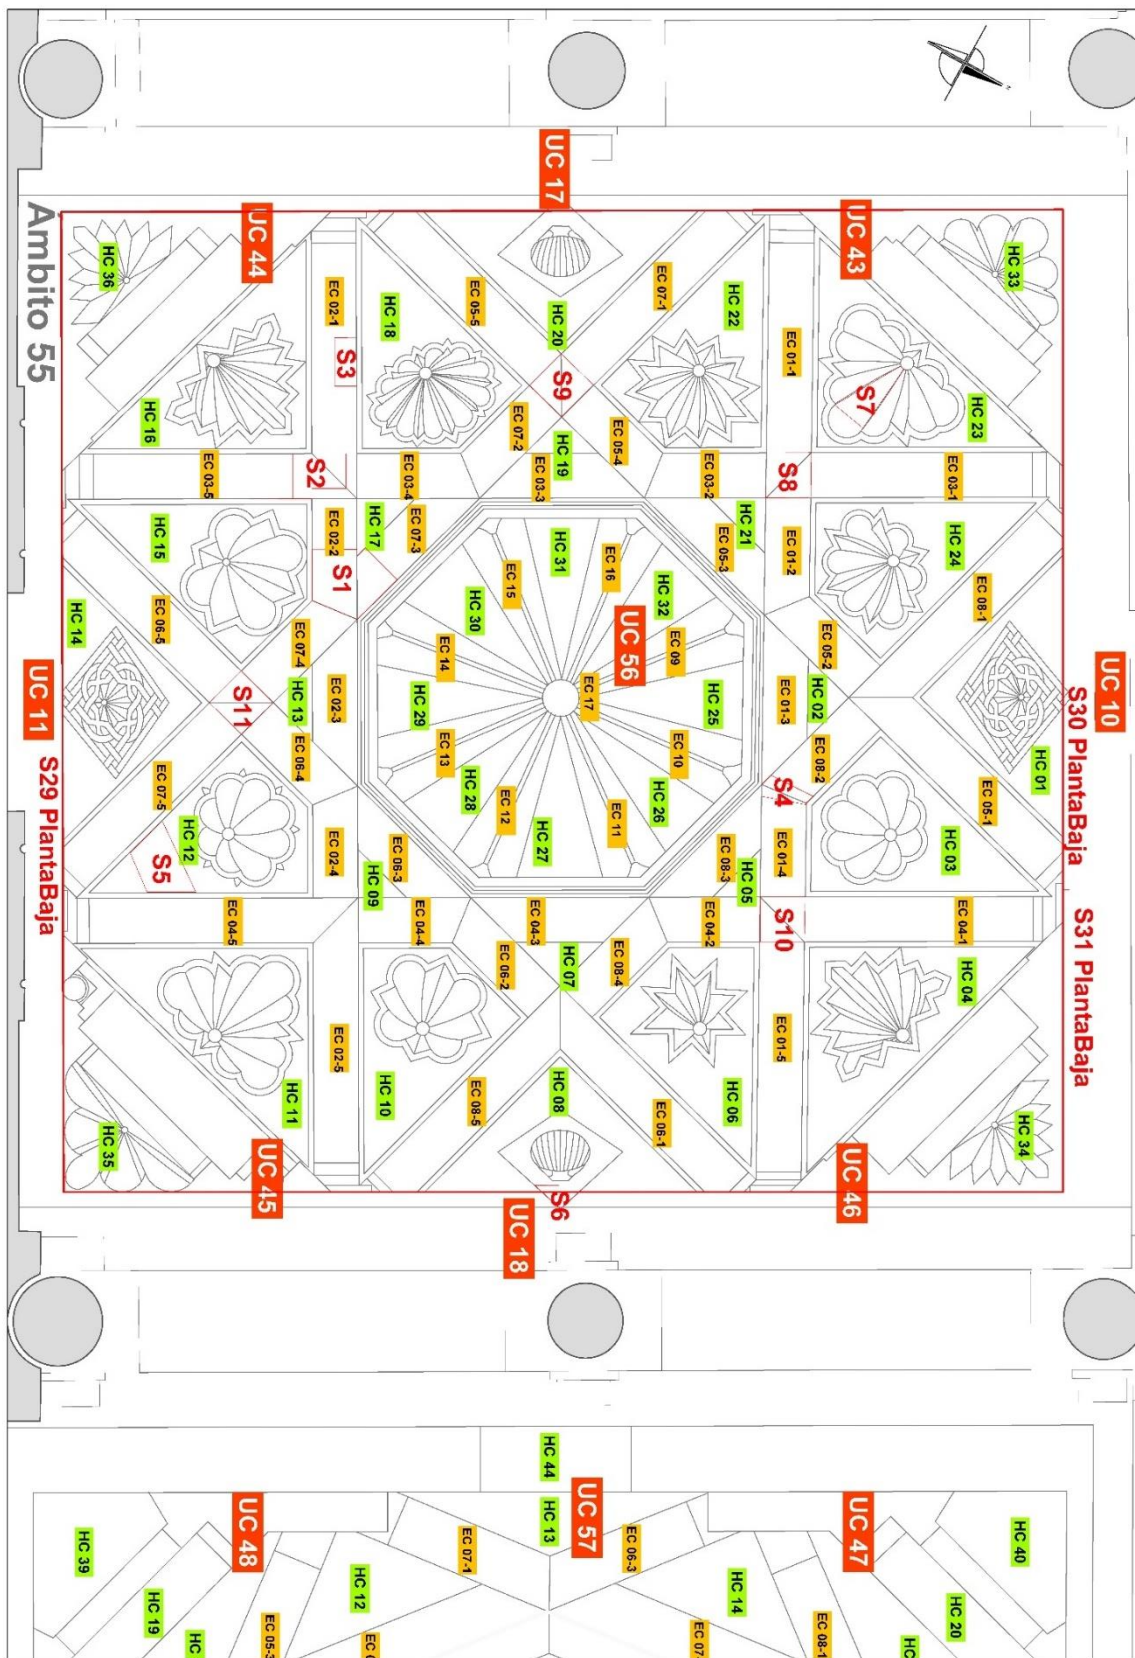 UC 17
UC 44
UC 43
HC 36
HC 33
Ambito 55
EC 02-1
EC 05-5
EC 07-1
HC 18
HC 20
HC 22
EC 01-1
S3
S9
S7
HC 16
HC 23
EC 07-2
EC 05-4
HC 19
EC 03-5
S2
EC 03-4
EC 03-3
EC 03-2
S8
EC 03-1
HC 15
EC 02-2
HC 17
EC 07-3
EC 05-3
HC 21
EC 01-2
HC 24
HC 31
EC 16
EC 15
S1
HC 32
EC 08-1
HC 14
EC 06-5
HC 30
UC 56
EC 07-4
EC 14
EC 09
EC 05-2
UC 11
S11
HC 13
EC 02-3
HC 29
EC 17
HC 25
EC 01-3
HC 02
UC 10
S30 PlantaBaja
EC 06-4
EC 13
EC 10
EC 08-2
HC 01
EC 07-5
HC 28
EC 12
HC 26
S4
EC 05-1
S29 PlantaBaja
HC 12
S5
EC 02-4
EC 06-3
HC 27
EC 11
EC 08-3
EC 01-4
HC 03
HC 09
HC 05
EC 04-5
EC 04-4
EC 04-3
EC 04-2
S10
EC 04-1
S31 PlantaBaja
EC 06-2
HC 07
EC 08-4
HC 04
EC 02-5
EC 01-5
HC 11
HC 10
EC 08-5
HC 08
EC 06-1
HC 06
HC 35
HC 34
UC 45
UC 46
S6
UC 18
HC 44
UC 48
HC 13
UC 57
UC 47
HC 39
EC 07-1
EC 06-3
HC 40
HC 12
HC 14
HC 19
HC 20
EC 05-3
EC 08-1
HC
EC 0
EC 07-
HC